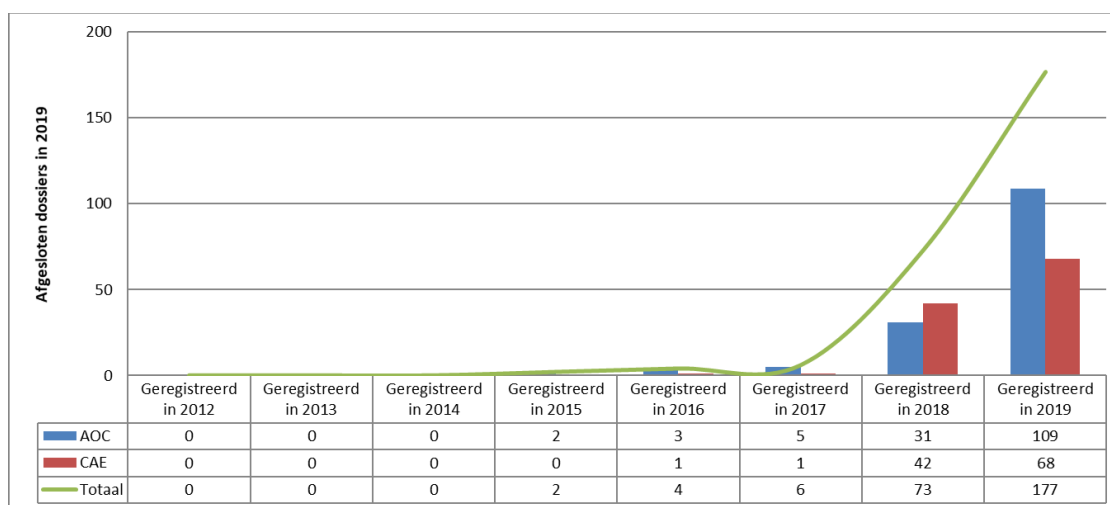 200
150
100
50
0
Afgesloten dossiers in 2019
Geregistreerd in 2012 Geregistreerd in 2013 Geregistreerd in 2014 Geregistreerd in 2015 Geregistreerd in 2016 Geregistreerd in 2017 Geregistreerd in 2018 Geregistreerd in 2019
AOC 0 0 0 2 3 5 31 109
CAE 0 0 0 0 1 1 42 68
Totaal 0 0 0 2 4 6 73 177